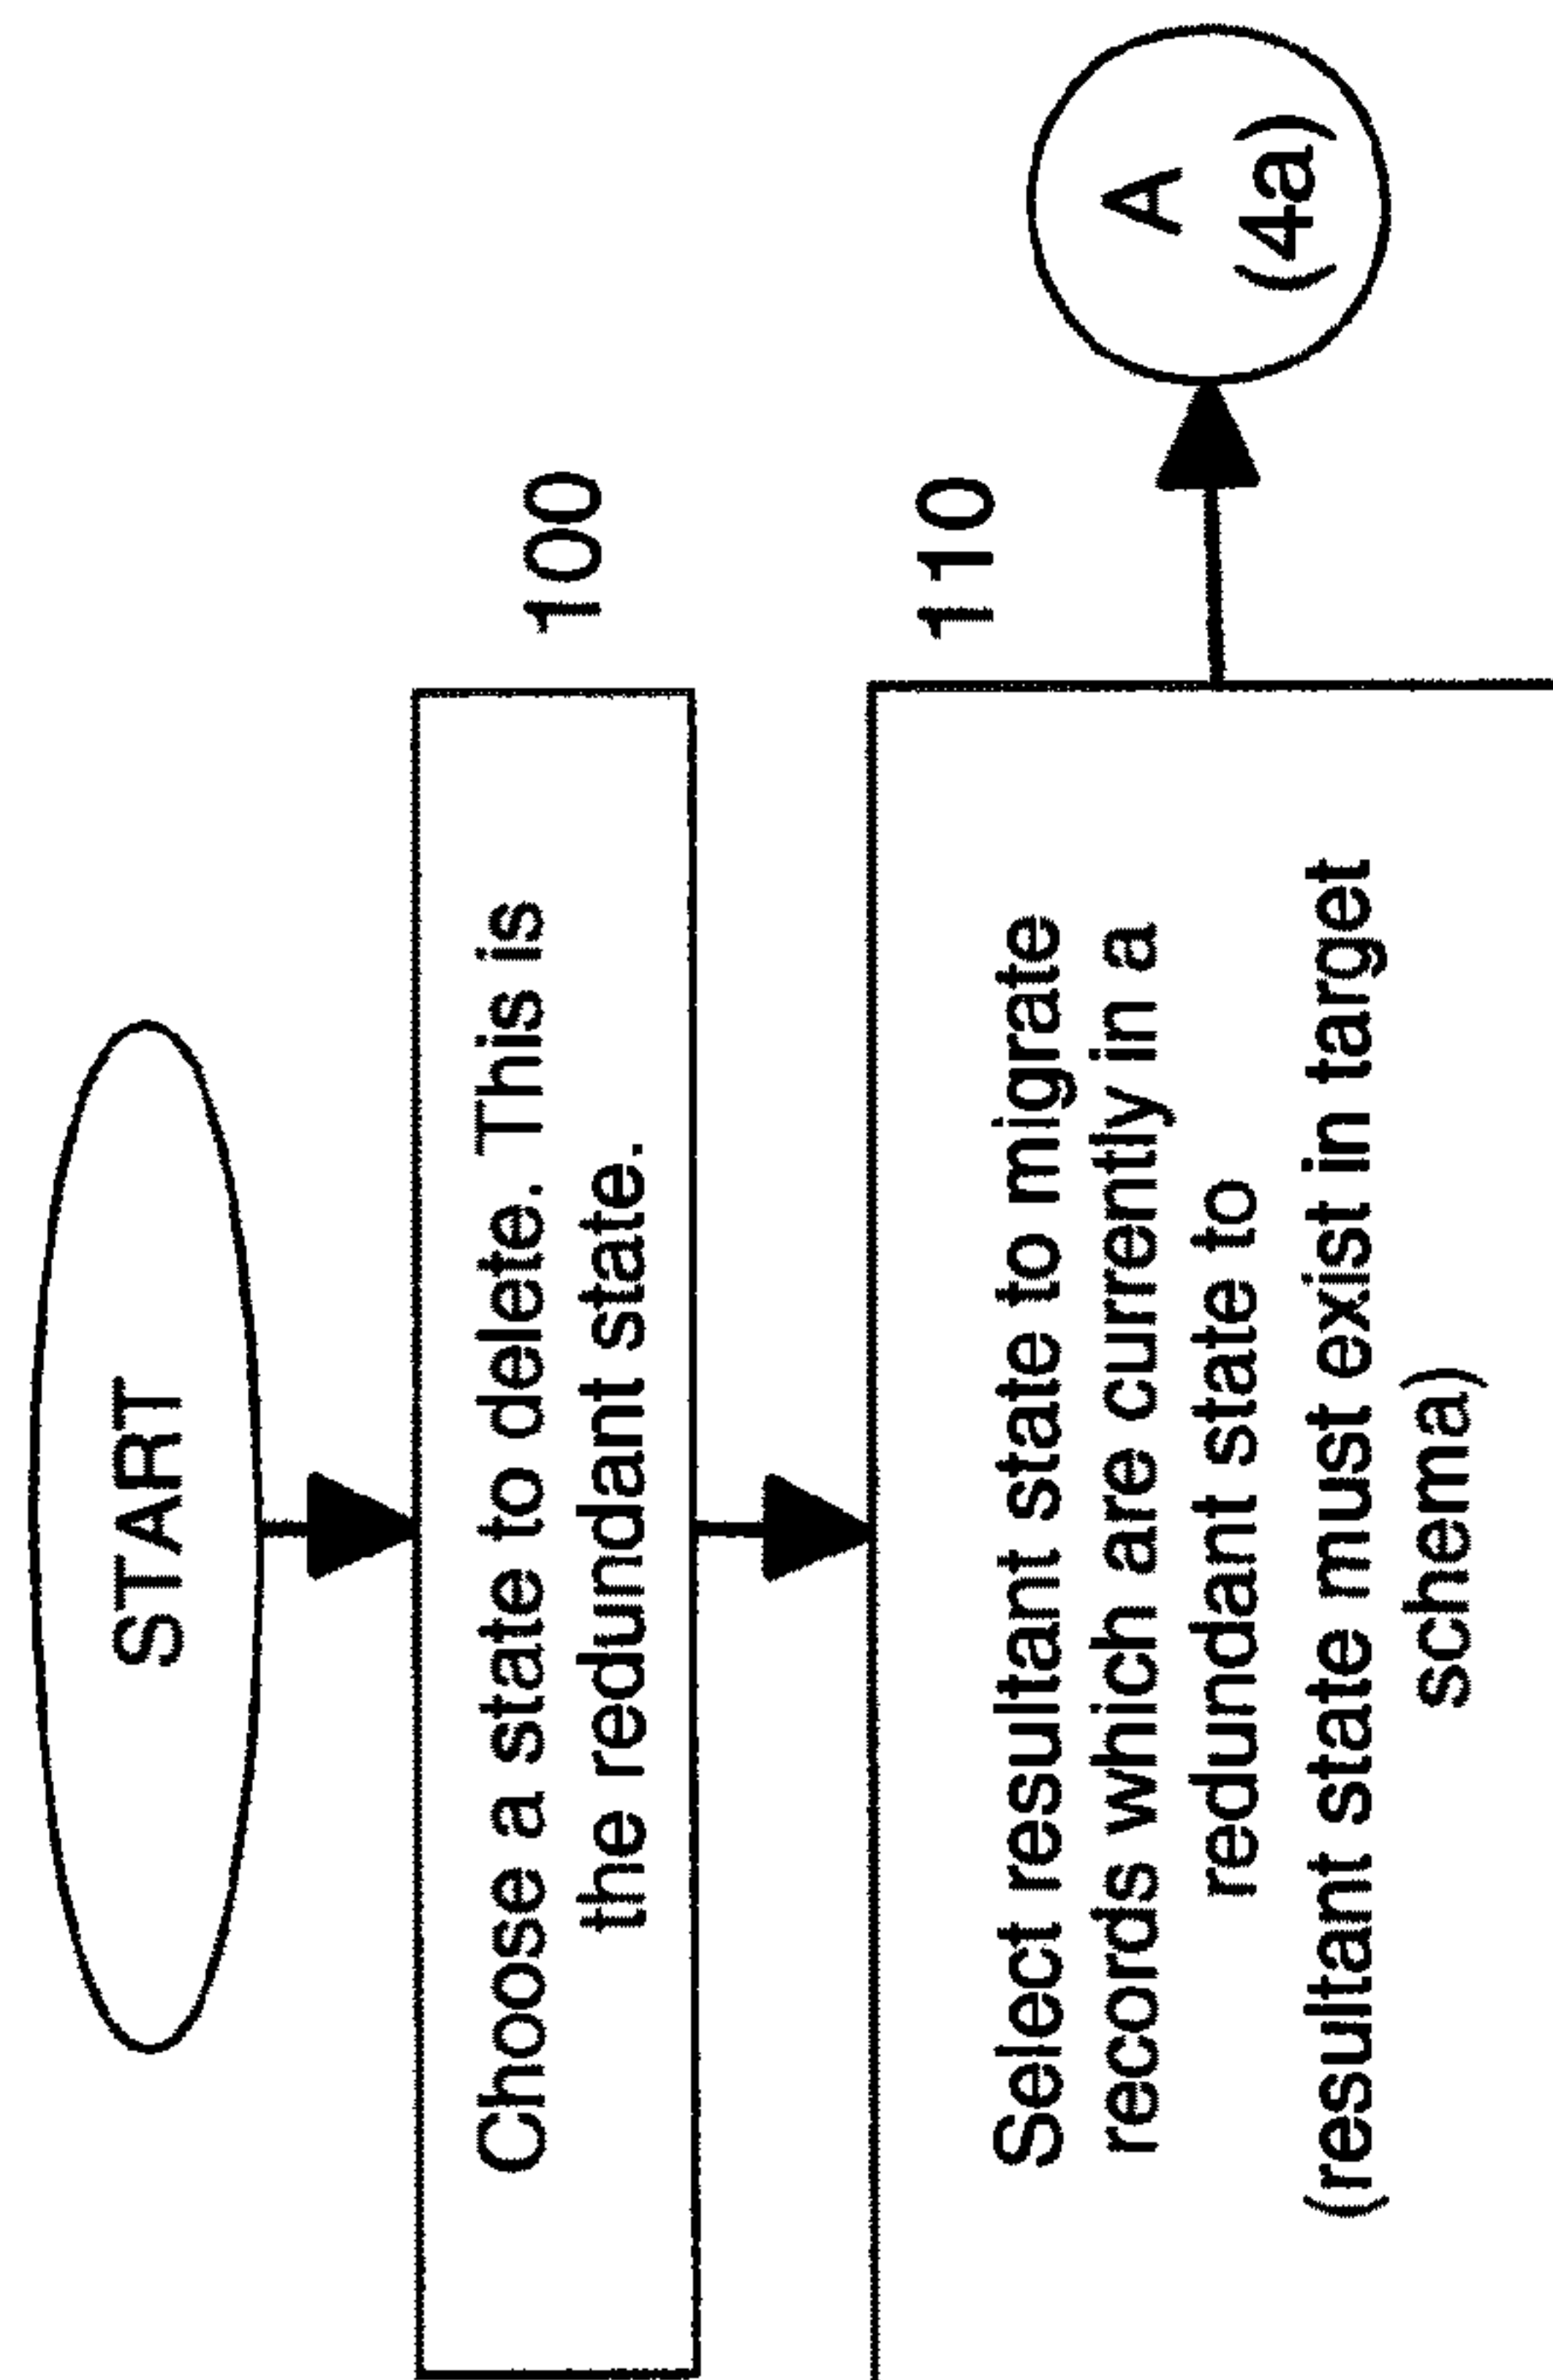 START
Choose a state to delete. This is
the redundant state.
100
Select resultant state to migrate
records which are currently in a
redundant state to
(resultant state must exist in target
schema)
110
A
(4a)